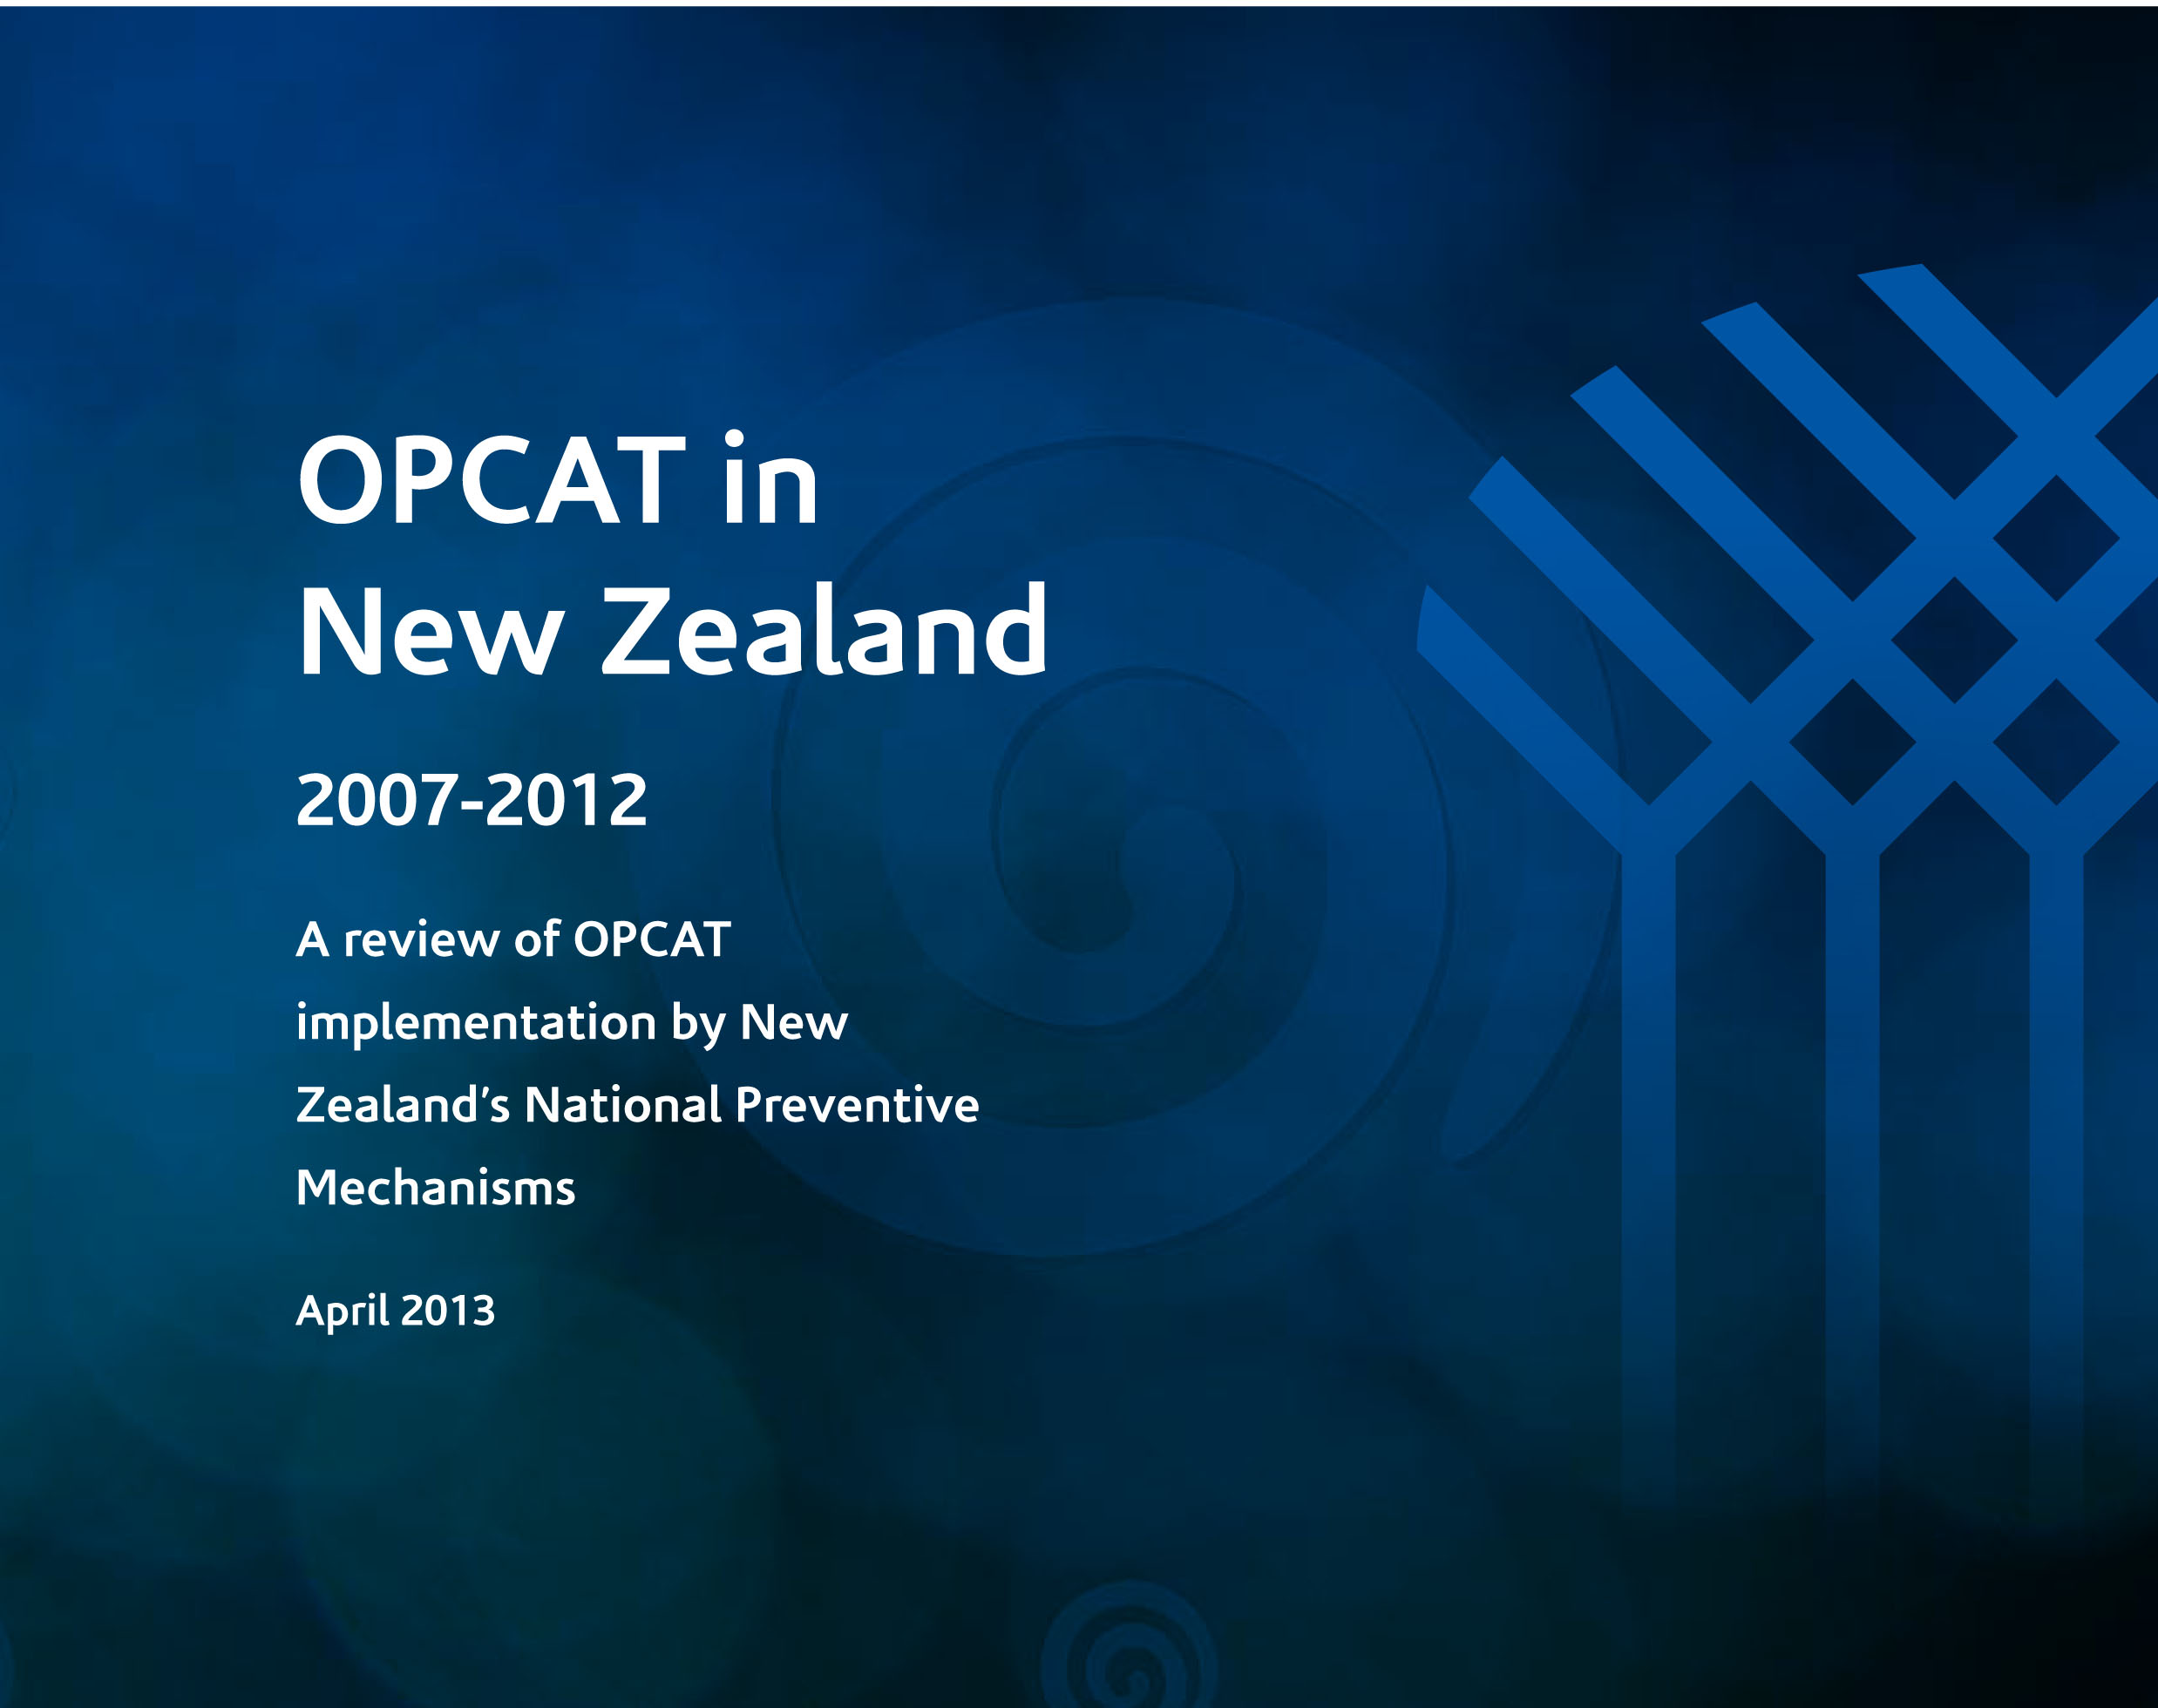 OPCAT in
New Zealand
2007-2012
A review of OPCAT
implementation by New
Zealand’s National Preventive
Mechanisms
April 2013